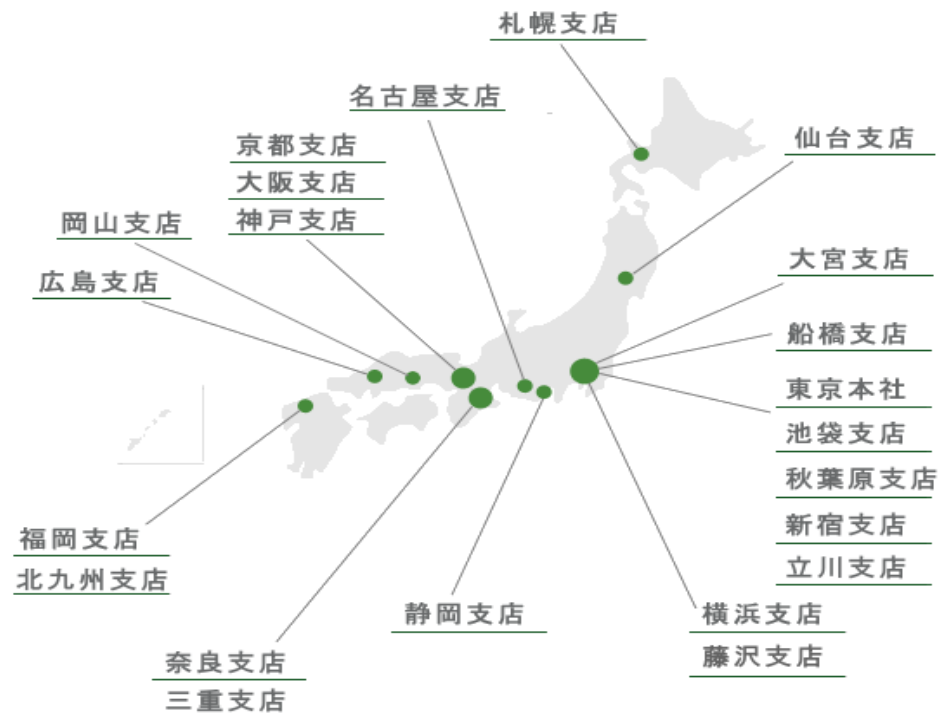 札幌支店
名古屋支店
仙台支店
京都支店
大阪支店
神戸支店
岡山支店
広島支店
大宮支店
船橋支店
東京本社
池袋支店
秋葉原支店
新宿支店
立川支店
福岡支店
北九州支店
静岡支店
横浜支店
藤沢支店
奈良支店
三重支店